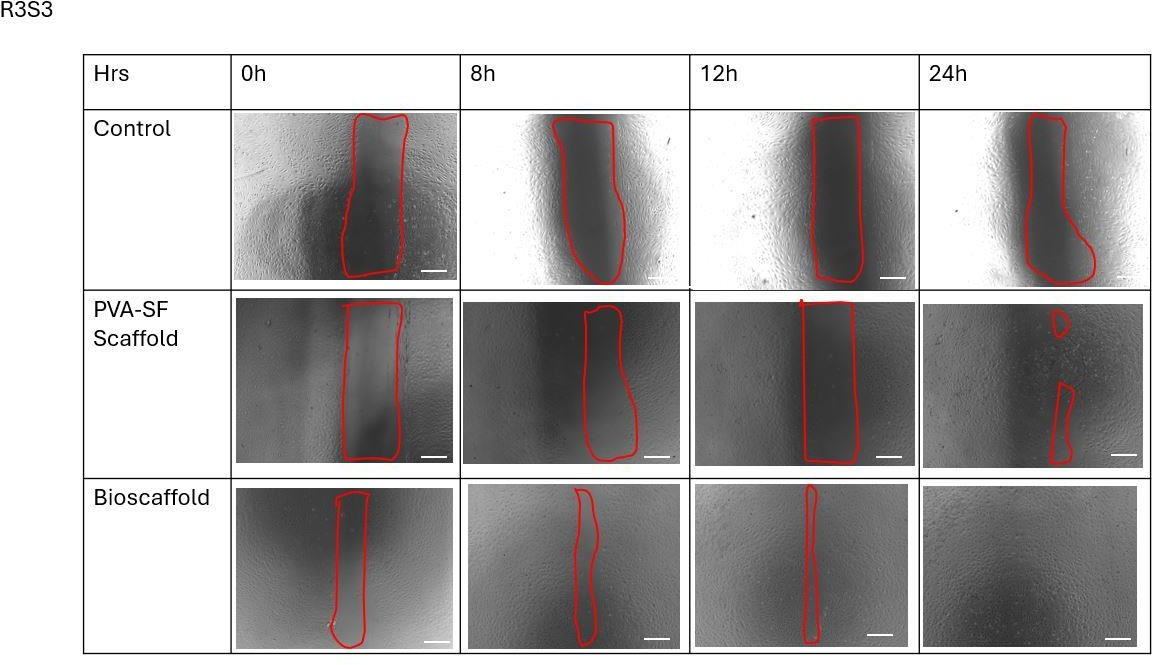 R3S3
Hrs 0h 8h 12h 24h
Control
PVA-SF
Scaffold
Bioscaffold